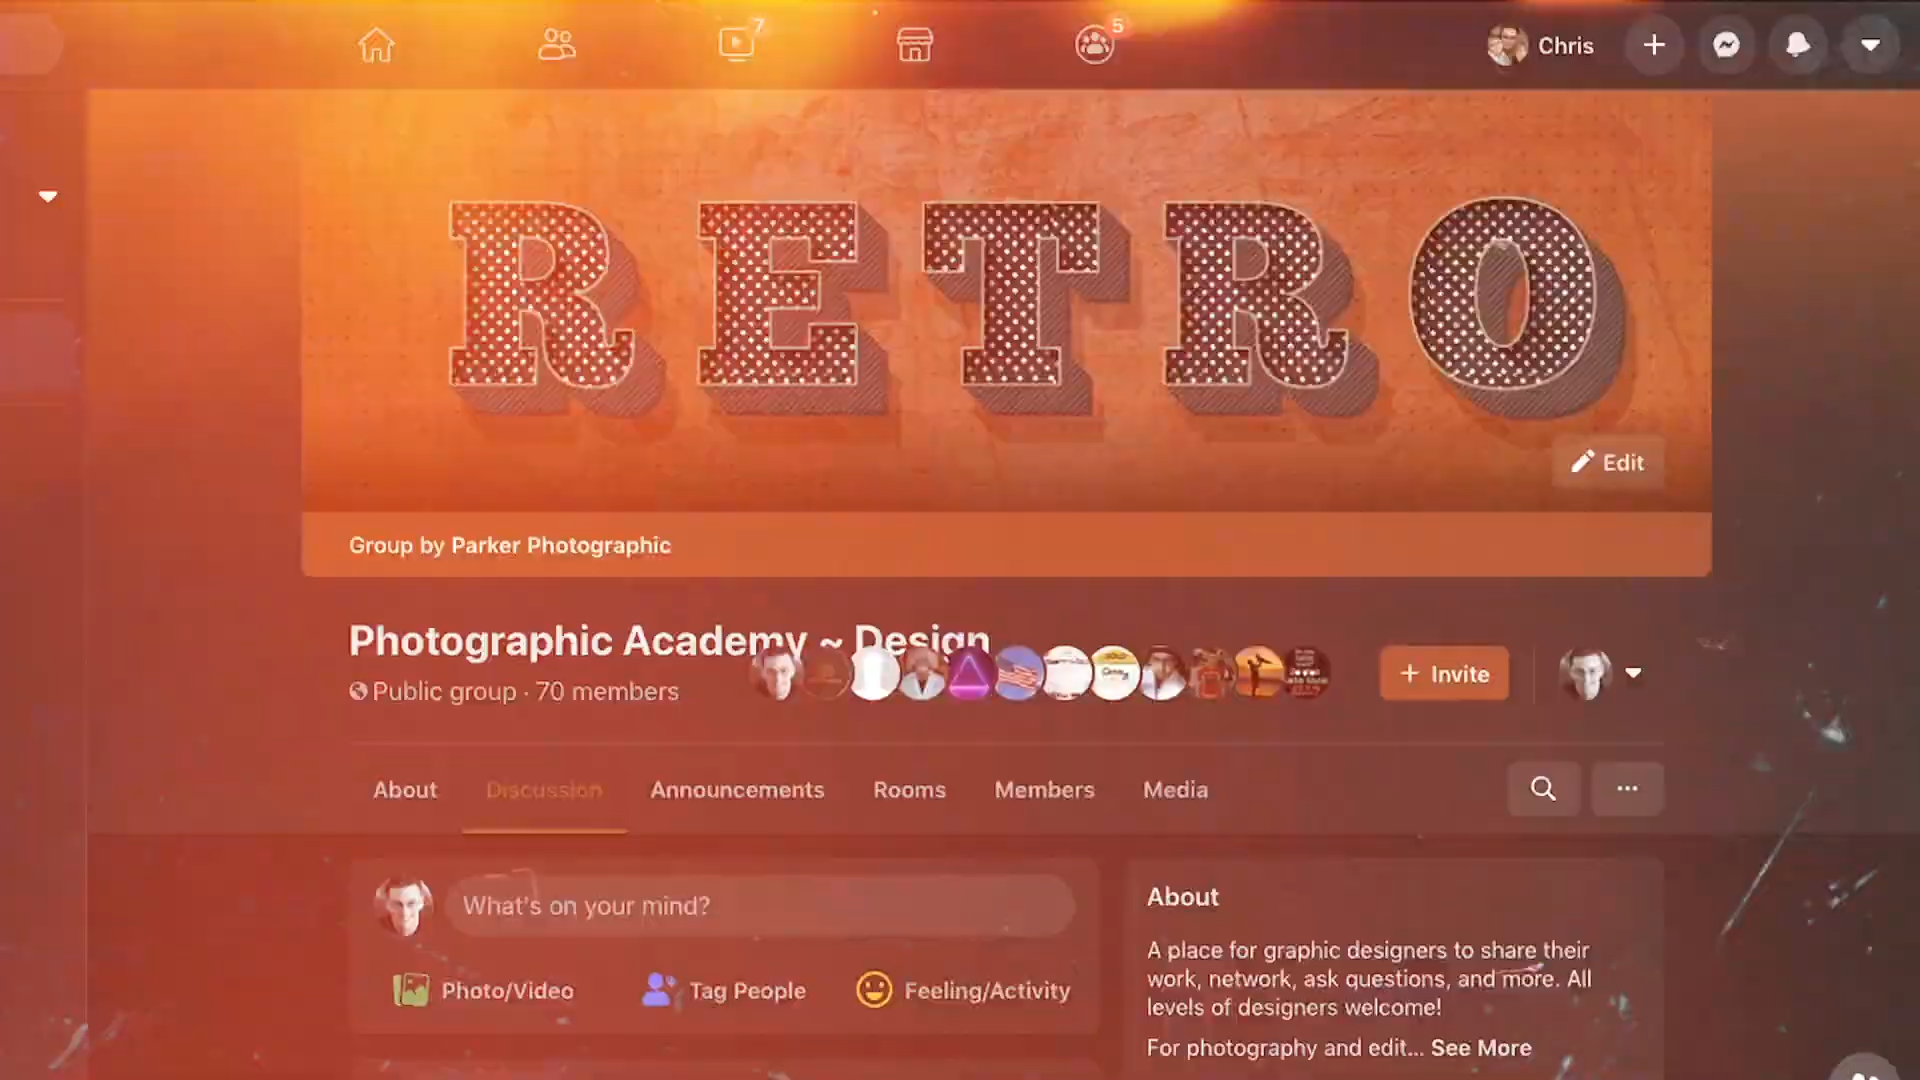 7
5
Chris
RETRO
Edit
Group by Parker Photographic
Photographic Academy ~ Design
Public group · 70 members
+ Invite
About
Discussion
Announcements
Rooms
Members
Media
What's on your mind?
Photo/Video
Tag People
Feeling/Activity
About
A place for graphic designers to share their
work, network, ask questions, and more. All
levels of designers welcome!
For photography and edit... See More